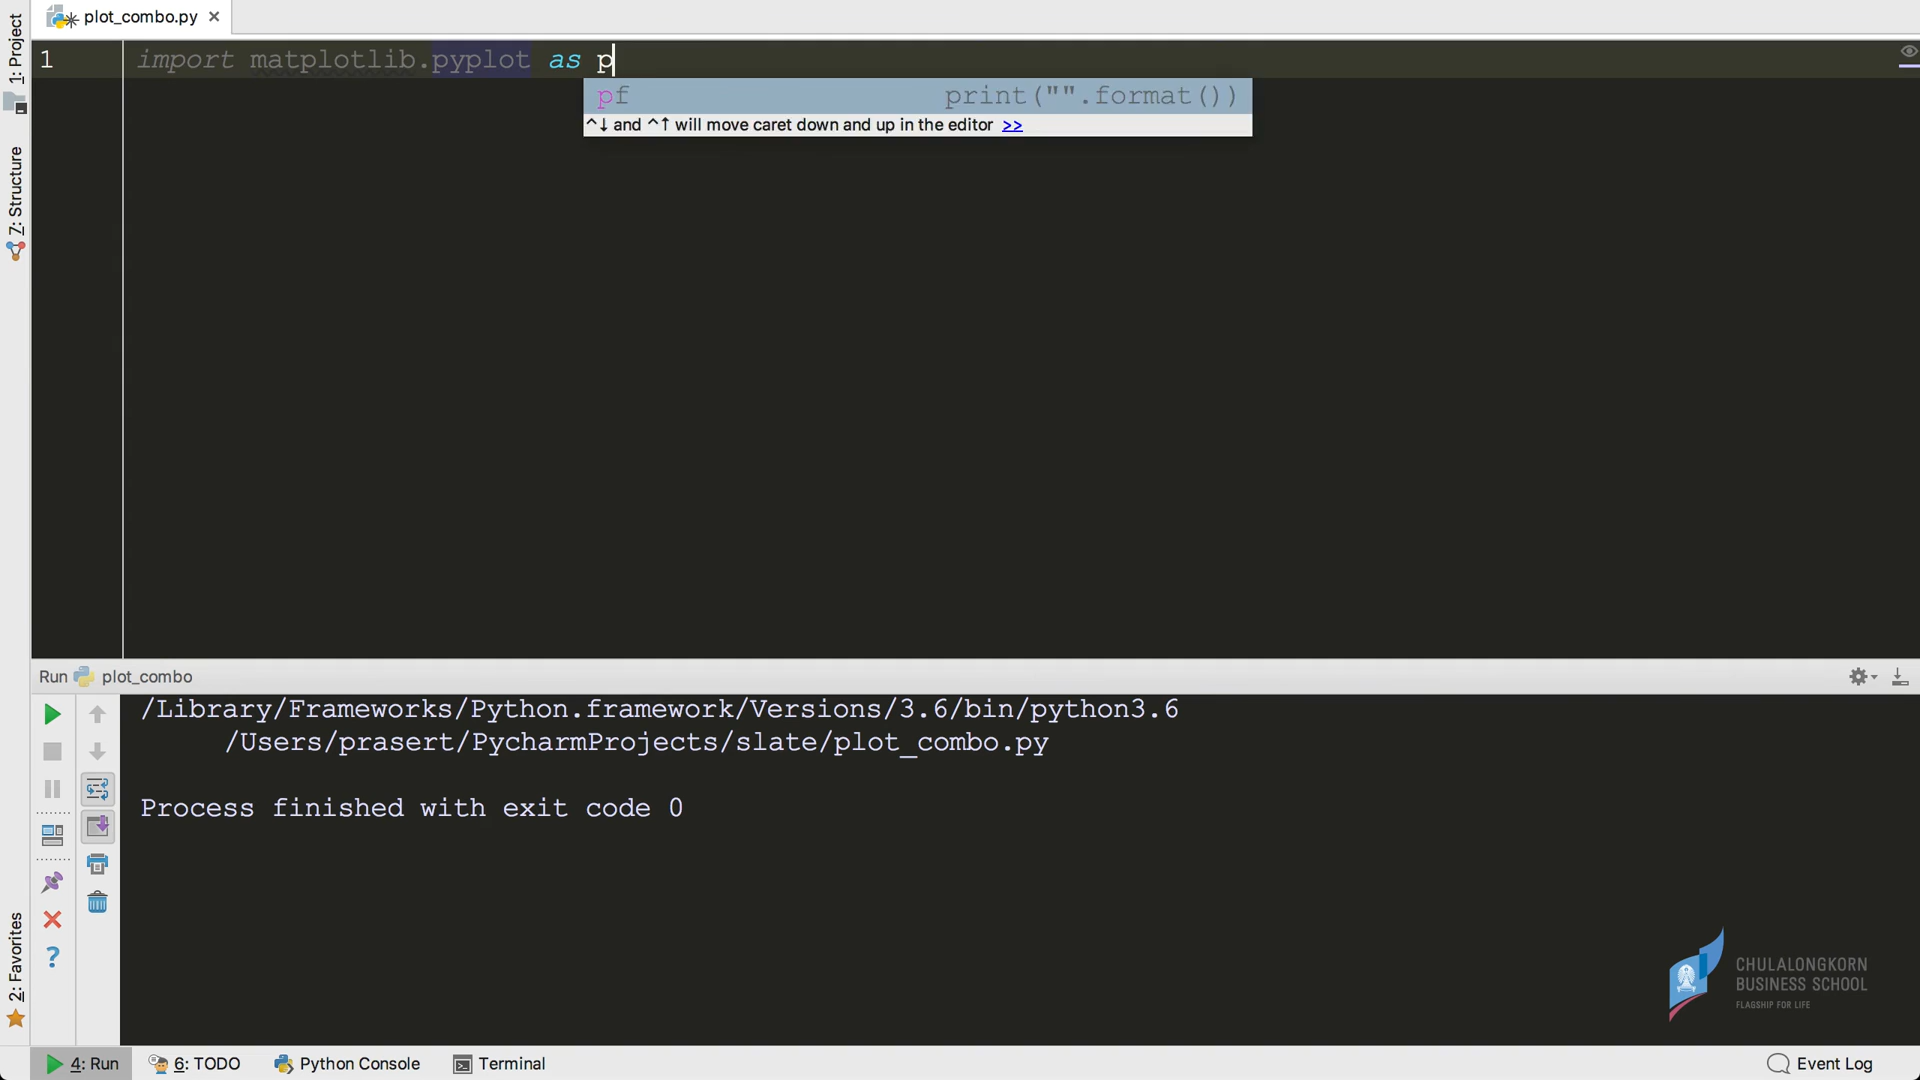 plot_combo.py
1: Project
1 import matplotlib.pyplot as p
pf print("".format())
^↓ and ^↑ will move caret down and up in the editor >>
7: Structure
Run plot_combo
/Library/Frameworks/Python.framework/Versions/3.6/bin/python3.6
/Users/prasert/PycharmProjects/slate/plot_combo.py
Process finished with exit code 0
2: Favorites
CHULALONGKORN
BUSINESS SCHOOL
FLAGSHIP FOR LIFE
4: Run 6: TODO Python Console Terminal Event Log